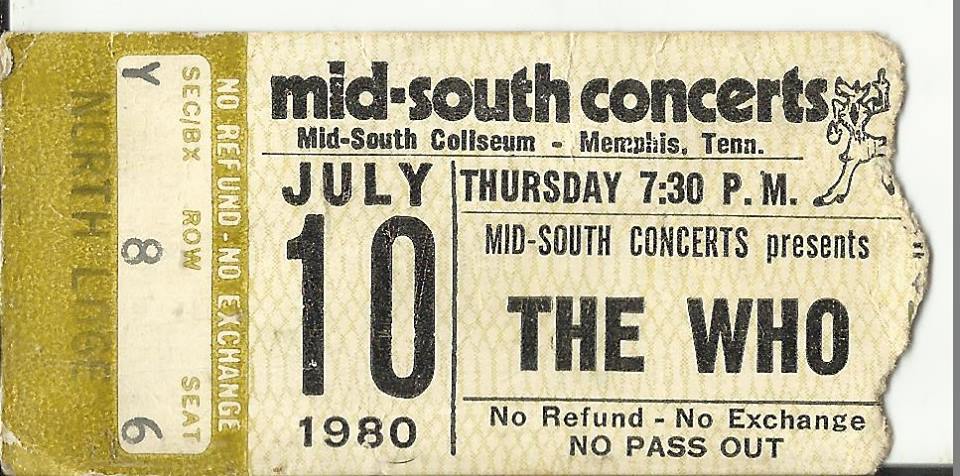 NORTH
Y 8 6
SEC/BX ROW SEAT
NO REFUND - NO EXCHANGE
mid-south concerts
Mid-South Coliseum - Memphis, Tenn.
JULY
10
1980
THURSDAY 7:30 P.M.
MID-SOUTH CONCERTS presents
THE WHO
No Refund - No Exchange
NO PASS OUT